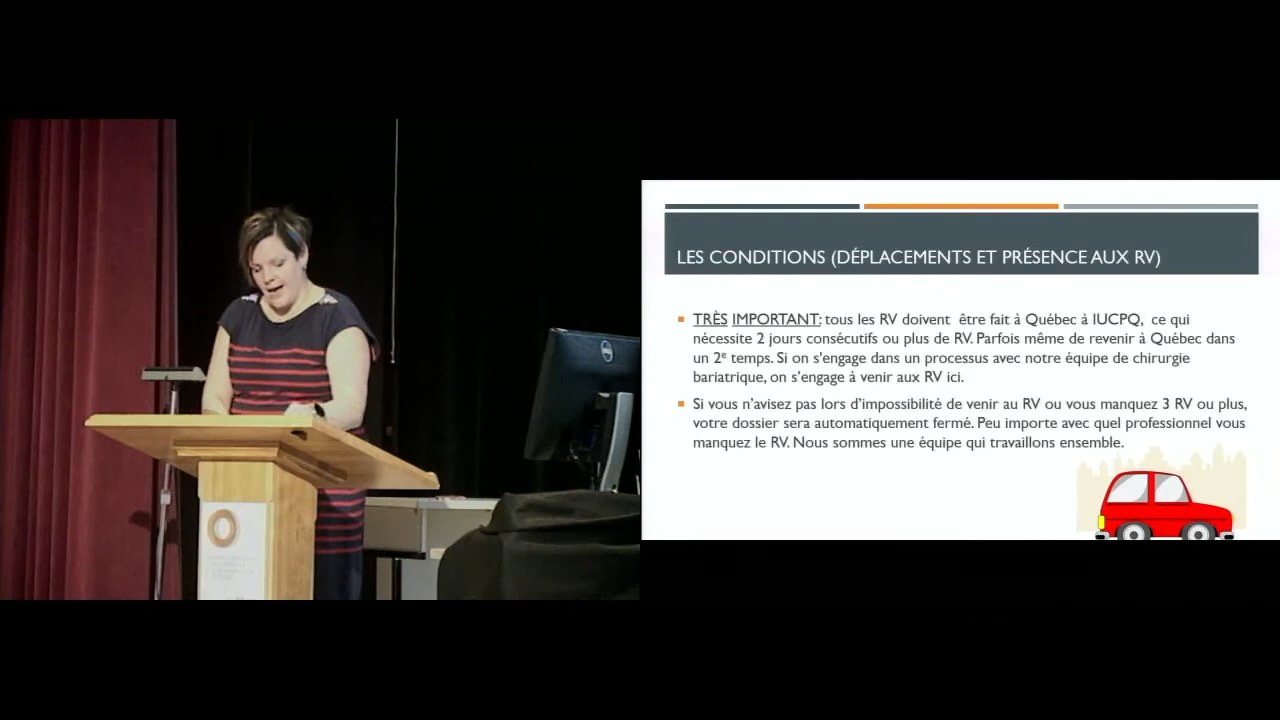 LES CONDITIONS (DÉPLACEMENTS ET PRÉSENCE AUX RV)
TRÈS IMPORTANT: tous les RV doivent être fait à Québec à IUCPQ, ce qui
nécessite 2 jours consécutifs ou plus de RV. Parfois même de revenir à Québec dans
un 2e temps. Si on s'engage dans un processus avec notre équipe de chirurgie
bariatrique, on s'engage à venir aux RV ici.
Si vous n'avisez pas lors d'impossibilité de venir au RV ou vous manquez 3 RV ou plus,
votre dossier sera automatiquement fermé. Peu importe avec quel professionnel vous
manquez le RV. Nous sommes une équipe qui travaillons ensemble.